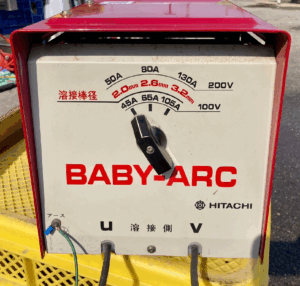 50A 80A 130A 200V
溶接棒径 2.0mm 2.6mm 3.2mm
45A 65A 105A 100V
BABY-ARC
HITACHI
アース
U 溶接側 V